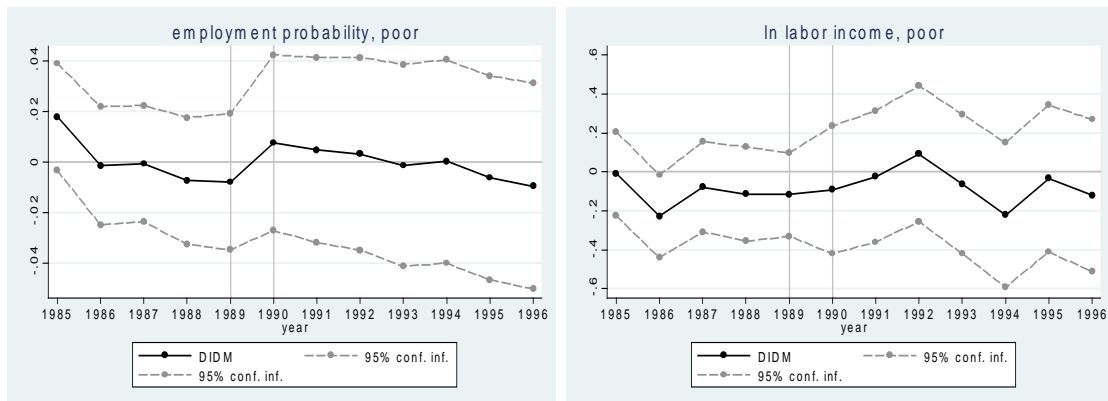 employment probability, poor
.04
.02
0
-.02
-.04
1985 1986 1987 1988 1989 1990 1991 1992 1993 1994 1995 1996
year
DIDM
95% conf. inf.
95% conf. inf.
ln labor income, poor
.6
.4
.2
0
-.2
-.4
-.6
1985 1986 1987 1988 1989 1990 1991 1992 1993 1994 1995 1996
year
DIDM
95% conf. inf.
95% conf. inf.